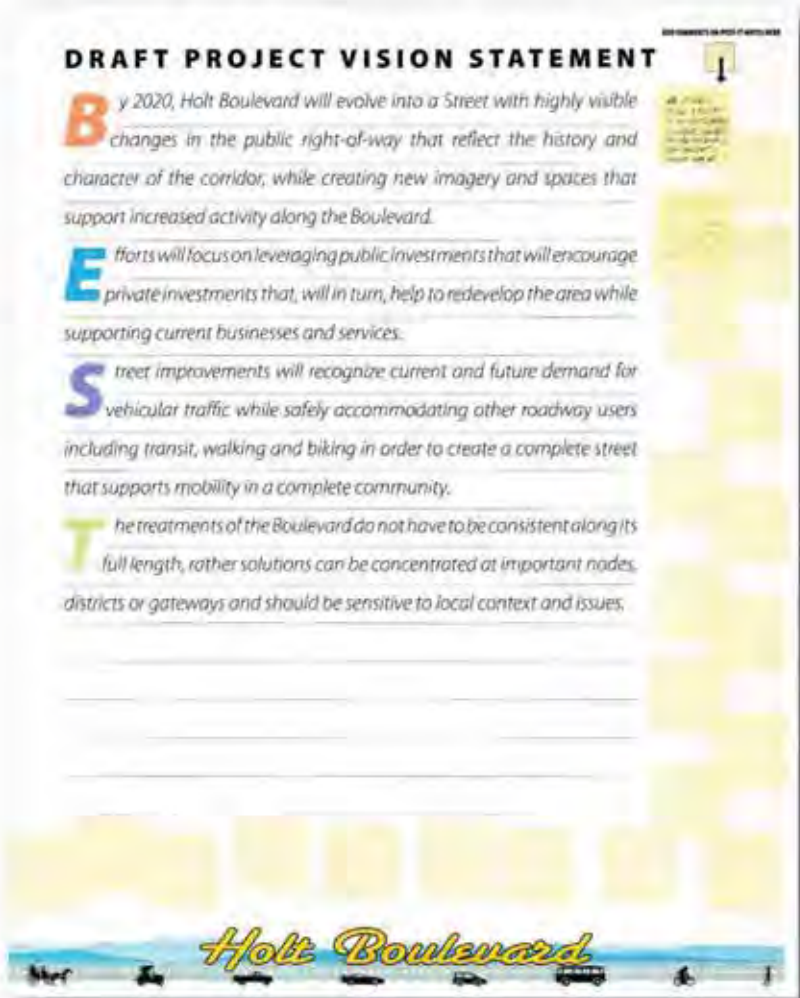 DRAFT PROJECT VISION STATEMENT
By 2020, Holt Boulevard will evolve into a Street with highly visible
changes in the public right-of-way that reflect the history and
character of the corridor, while creating new imagery and spaces that
support increased activity along the Boulevard.
Efforts will focus on leveraging public investments that will encourage
private investments that, will in turn, help to redevelop the area while
supporting current businesses and services.
Street improvements will recognize current and future demand for
vehicular traffic while safely accommodating other roadway users
including transit, walking and biking in order to create a complete street
that supports mobility in a complete community.
The treatments of the Boulevard do not have to be consistent along its
full length, rather solutions can be concentrated at important nodes,
districts or gateways and should be sensitive to local context and issues.
Holt Boulevard